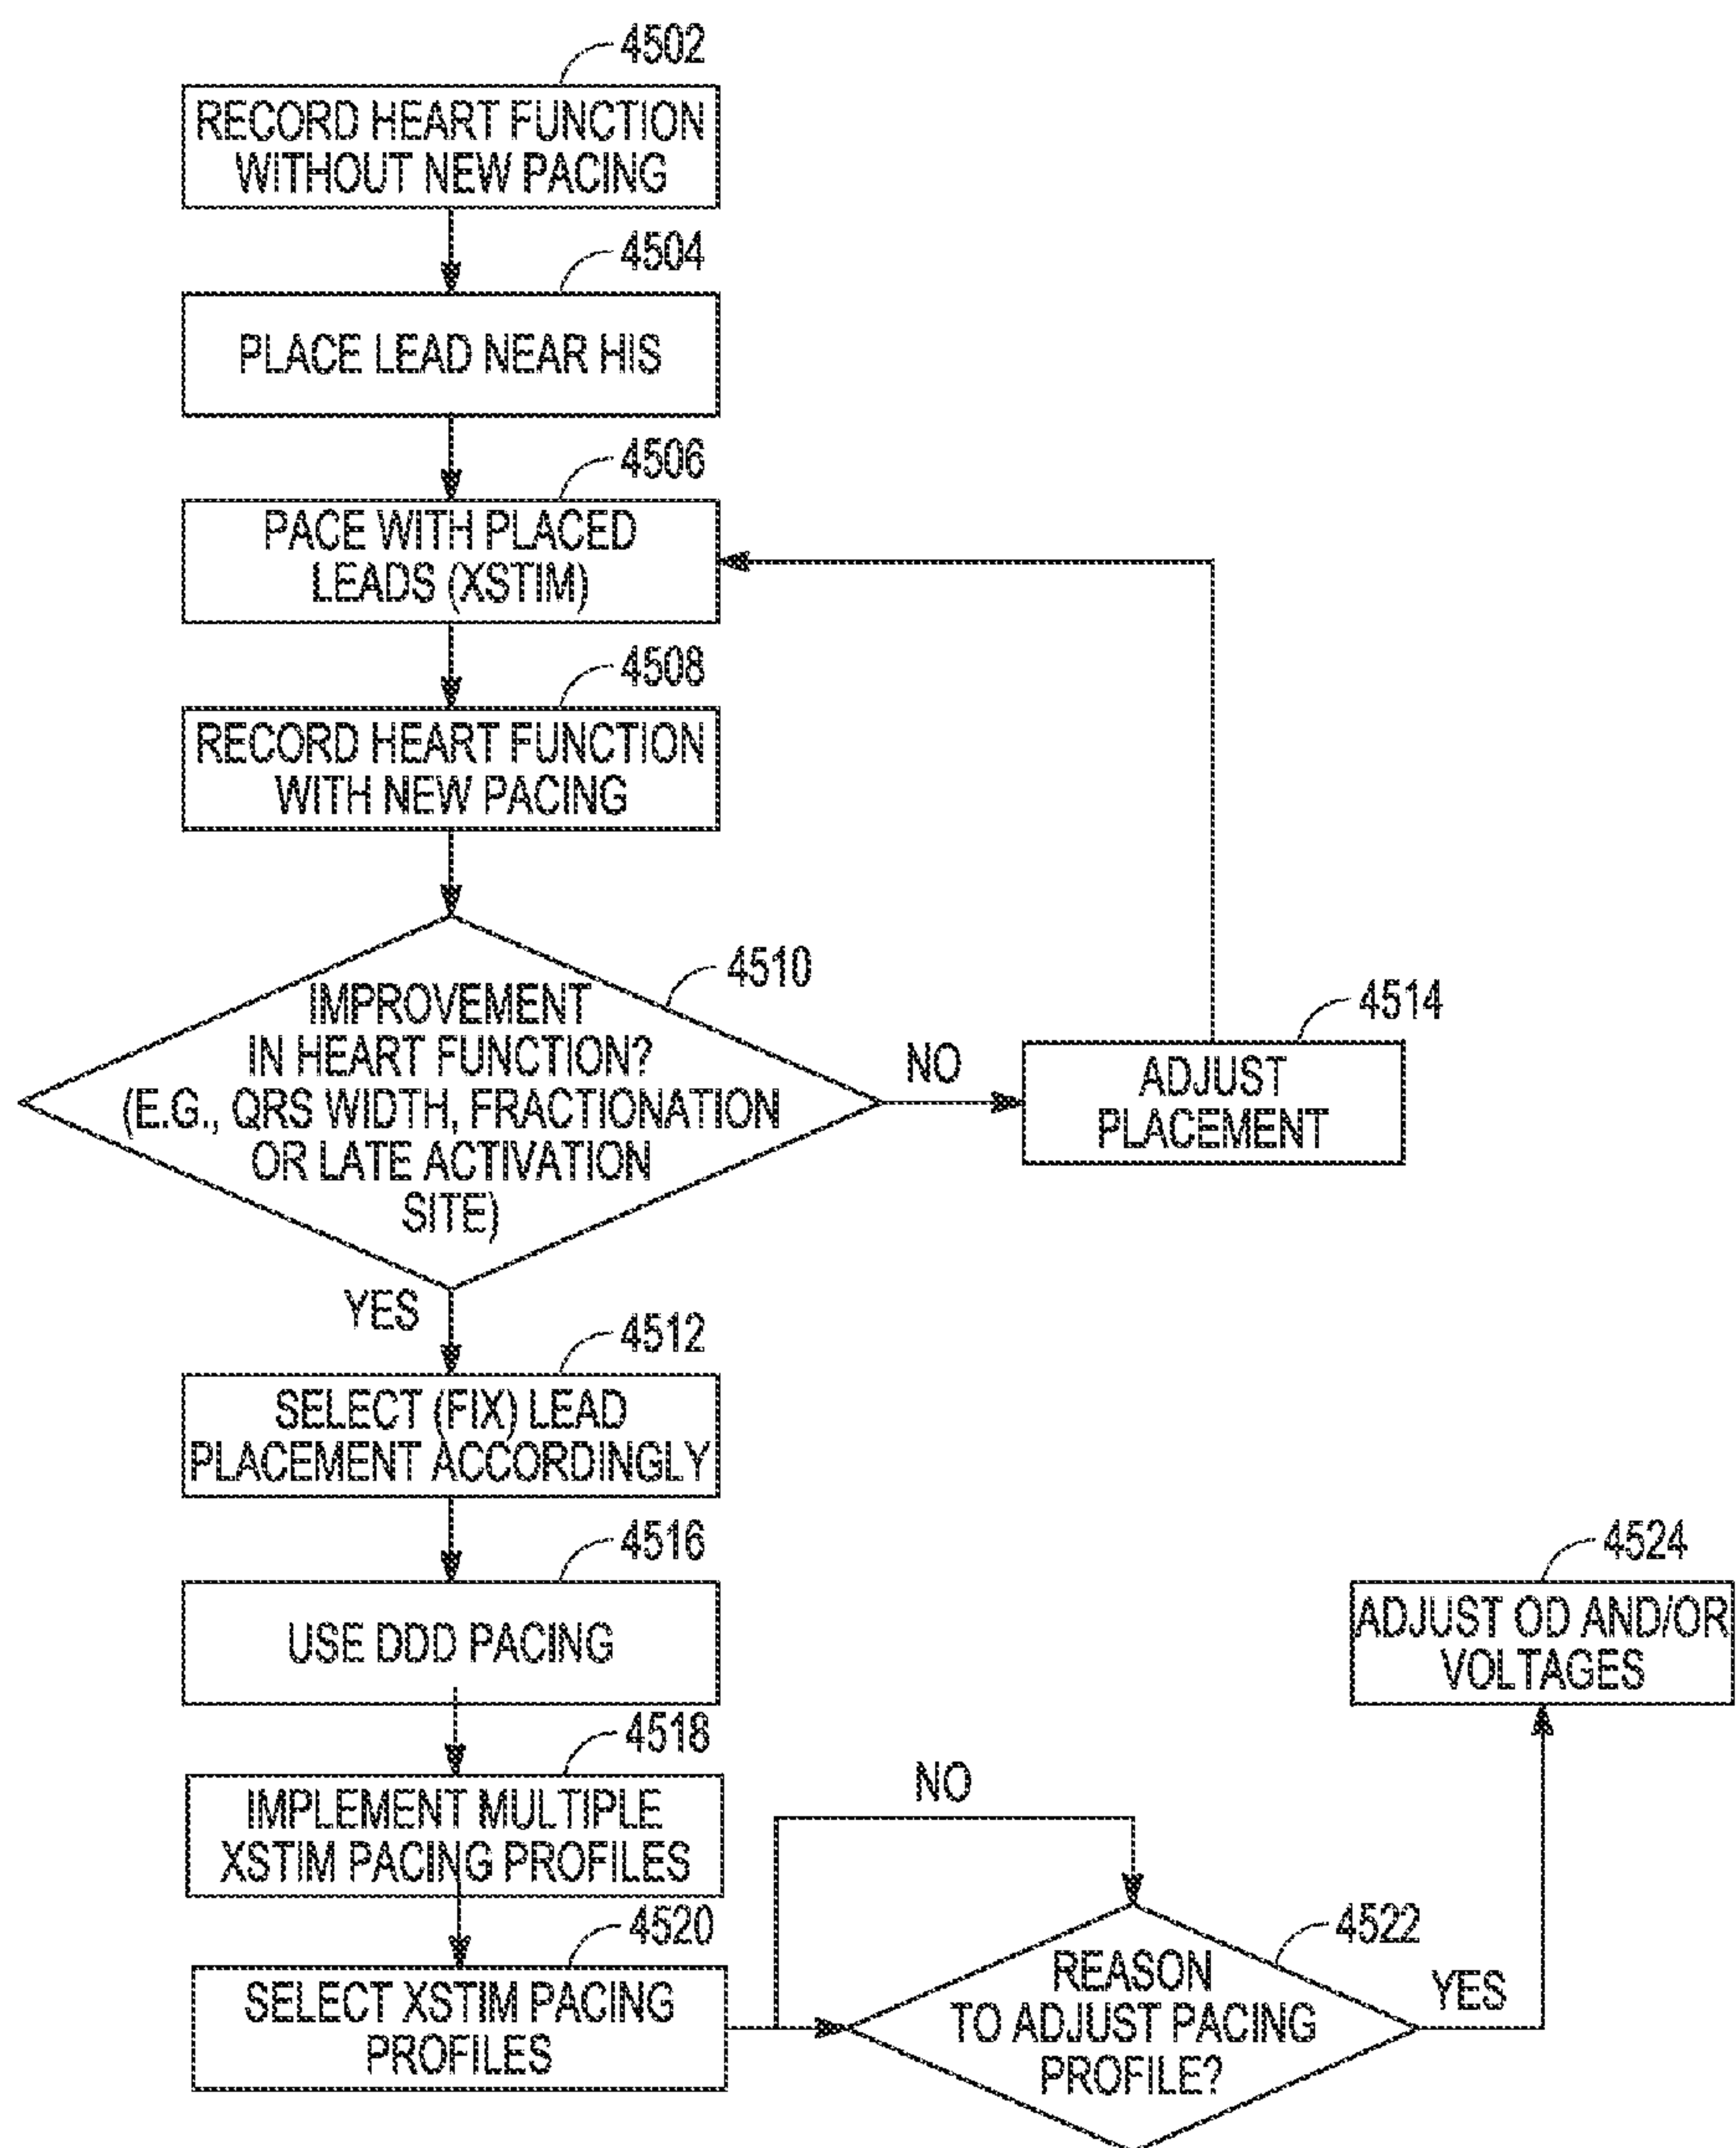 4502
RECORD HEART FUNCTION
WITHOUT NEW PACING
4504
PLACE LEAD NEAR HIS
4506
PACE WITH PLACED
LEADS (XSTIM)
4508
RECORD HEART FUNCTION
WITH NEW PACING
4510
IMPROVEMENT
IN HEART FUNCTION?
(E.G., QRS WIDTH, FRACTIONATION
OR LATE ACTIVATION
SITE)
NO
4514
ADJUST
PLACEMENT
YES
4512
SELECT (FIX) LEAD
PLACEMENT ACCORDINGLY
4516
USE DDD PACING
4518
IMPLEMENT MULTIPLE
XSTIM PACING PROFILES
4520
SELECT XSTIM PACING
PROFILES
NO
4522
REASON
TO ADJUST PACING
PROFILE?
YES
4524
ADJUST OD AND/OR
VOLTAGES